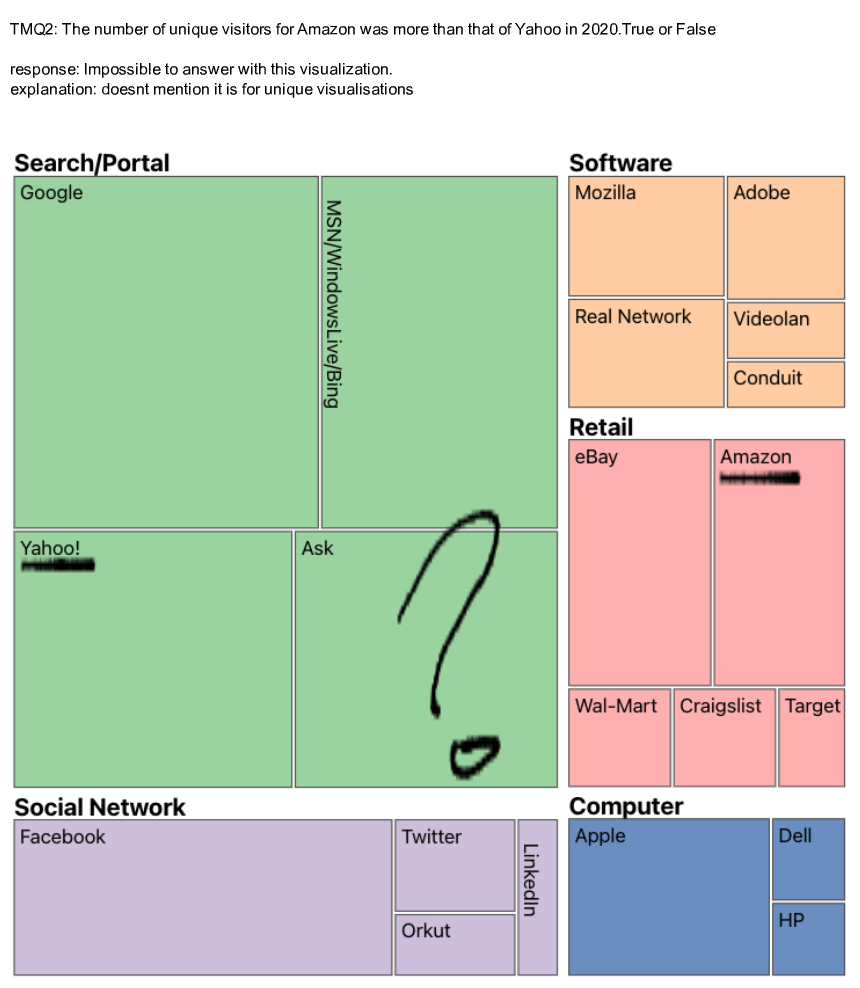 TMQ2: The number of unique visitors for Amazon was more than that of Yahoo in 2020.True or False
response: Impossible to answer with this visualization.
explanation: doesnt mention it is for unique visualisations
Search/Portal
Google
MSN/WindowsLive/Bing
Yahoo!
Ask
?
Software
Mozilla
Adobe
Real Network
Videolan
Conduit
Retail
eBay
Amazon
Wal-Mart
Craigslist
Target
Social Network
Facebook
Twitter
LinkedIn
Orkut
Computer
Apple
Dell
HP